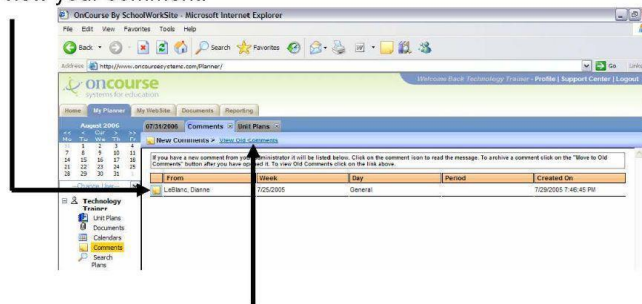 OnCourse By SchoolWorkSite - Microsoft Internet Explorer
File Edit View Favorites Tools Help
Back Search Favorites
Address http://www.oncoursesystems.com/Planner/ Go Links
oncourse
systems for education
Welcome Back Technology Trainer - Profile | Support Center | Logout
Home My Planner My WebSite Documents Reporting
August 2006
<< < Cur > >>
Mo Tu We Th Fr
31 1 2 3 4
7 8 9 10 11
14 15 16 17 18
21 22 23 24 25
28 29 30 31
07/31/2006 Comments Unit Plans
New Comments > View Old Comments
If you have a new comment from your administrator it will be listed below. Click on the comment icon to read the message. To archive a comment click on the "Move to Old
Comments" button after you have opened it. To view Old Comments click on the link above.
From Week Day Period Created On
LeBlanc, Dianne 7/25/2005 General 7/29/2005 7:46:45 PM
Technology
Trainer
Unit Plans
Documents
Calendars
Comments
Search
Plans